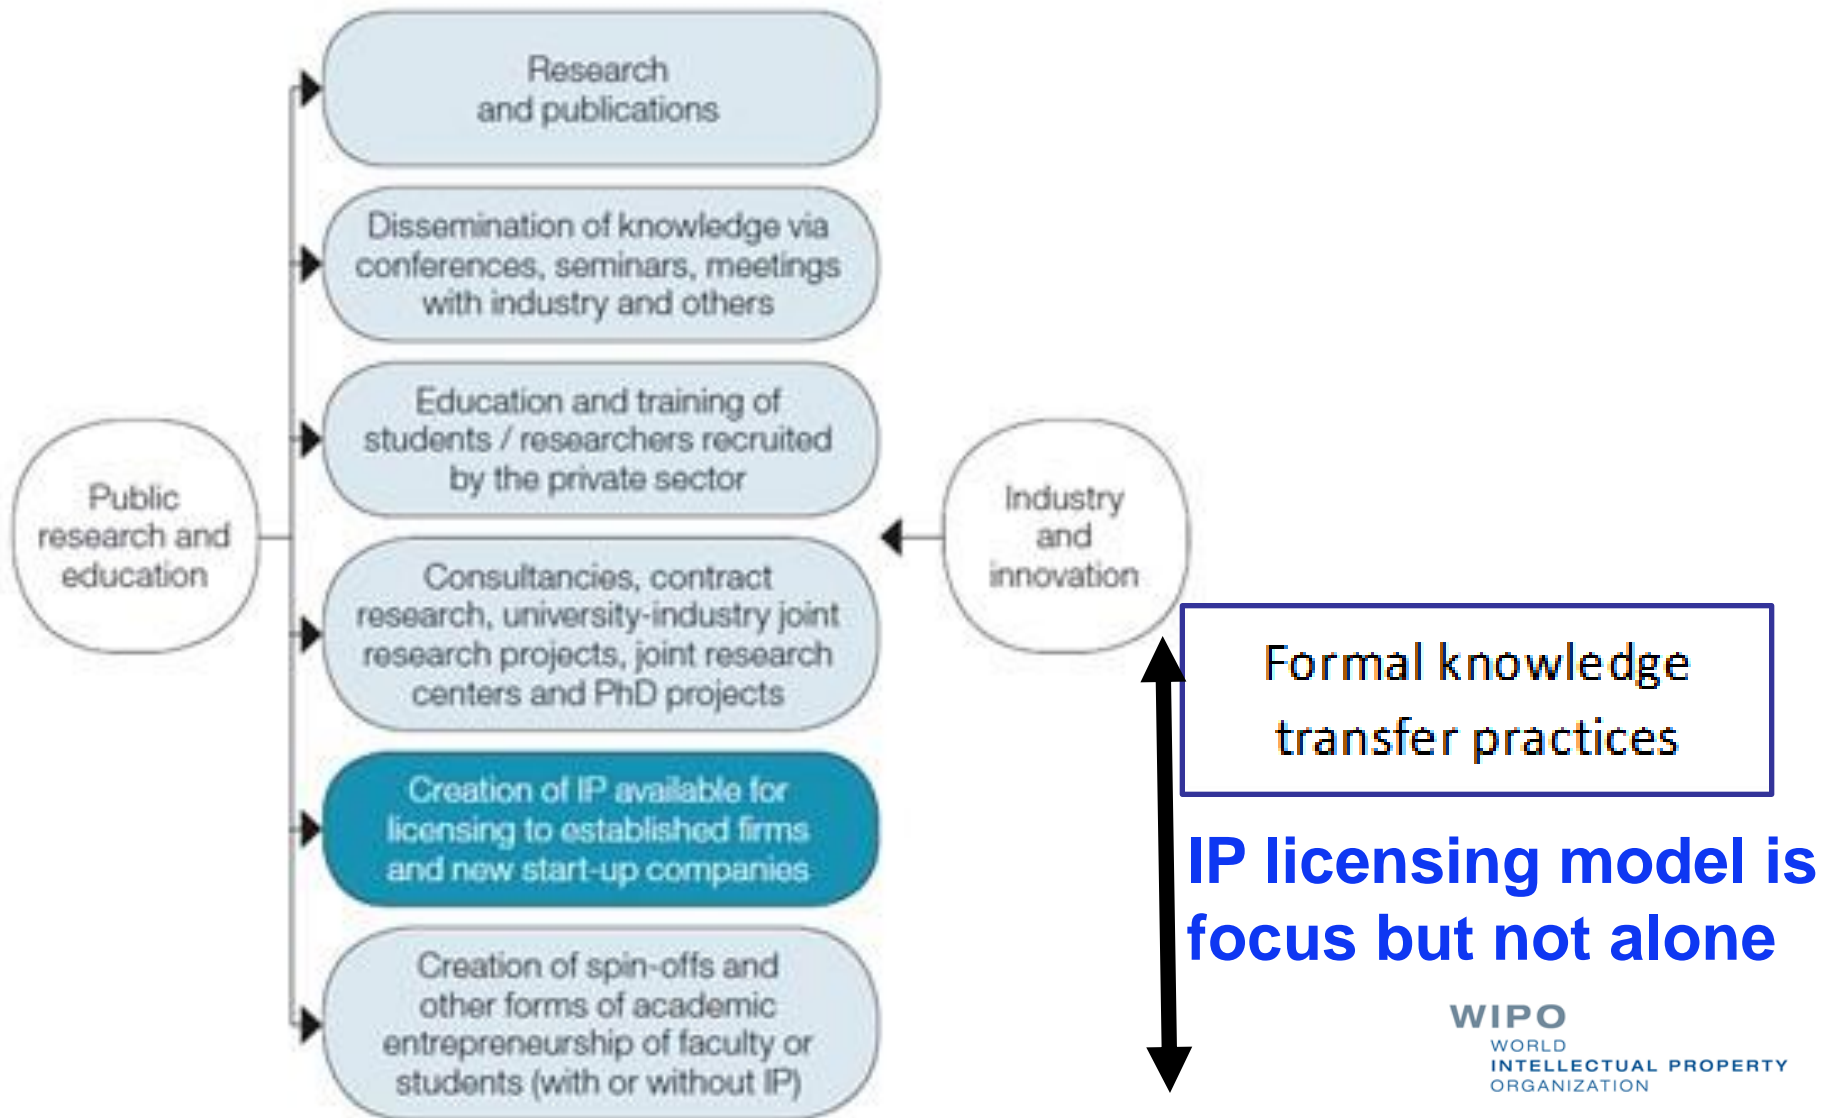 Research
and publications
Dissemination of knowledge via
conferences, seminars, meetings
with industry and others
Education and training of
students / researchers recruited
by the private sector
Public
research and
education
Industry
and
innovation
Consultancies, contract
research, university-industry joint
research projects, joint research
centers and PhD projects
Formal knowledge
transfer practices
Creation of IP available for
licensing to established firms
and new start-up companies
IP licensing model is
focus but not alone
Creation of spin-offs and
other forms of academic
entrepreneurship of faculty or
students (with or without IP)
WIPO
WORLD
INTELLECTUAL PROPERTY
ORGANIZATION